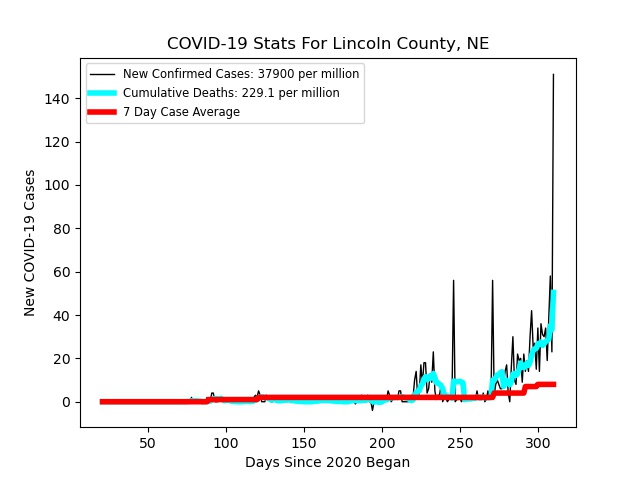 COVID-19 Stats For Lincoln County, NE
New Confirmed Cases: 37900 per million
Cumulative Deaths: 229.1 per million
7 Day Case Average
New COVID-19 Cases
140
120
100
80
60
40
20
0
50 100 150 200 250 300
Days Since 2020 Began